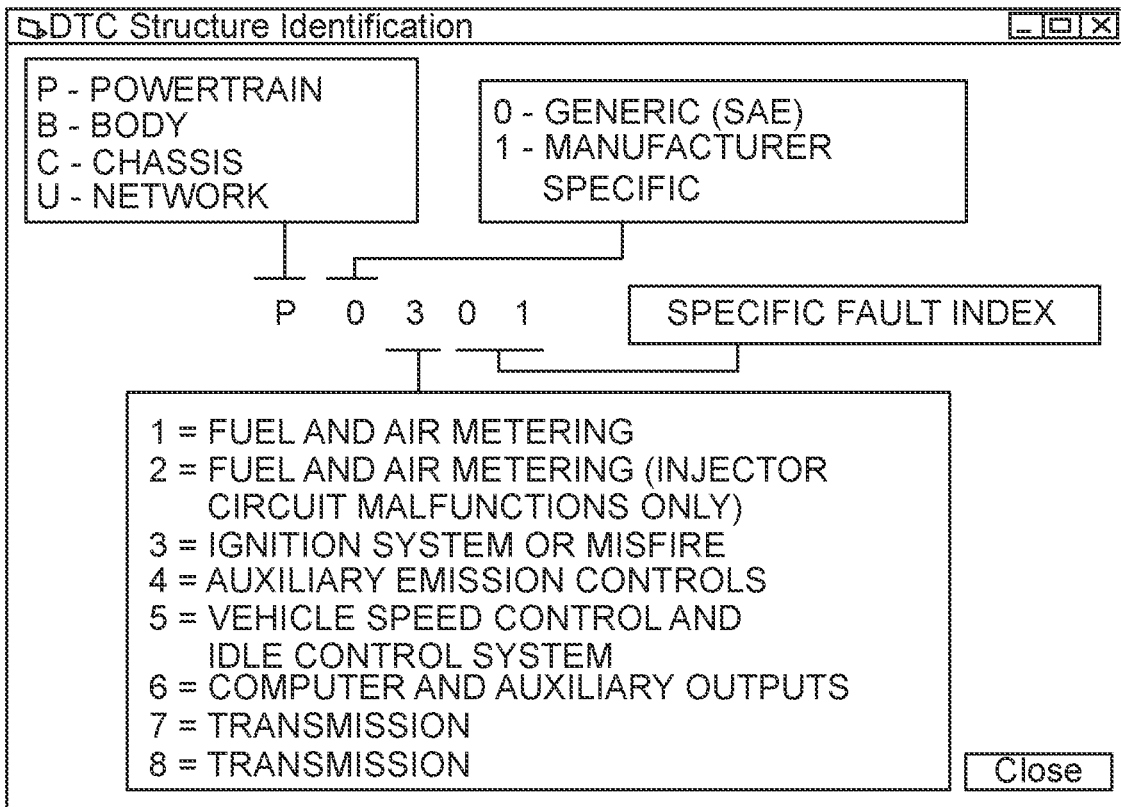 DTC Structure Identification
P - POWERTRAIN
B - BODY
C - CHASSIS
U - NETWORK
0 - GENERIC (SAE)
1 - MANUFACTURER
SPECIFIC
P 0 3 0 1
SPECIFIC FAULT INDEX
1 = FUEL AND AIR METERING
2 = FUEL AND AIR METERING (INJECTOR
CIRCUIT MALFUNCTIONS ONLY)
3 = IGNITION SYSTEM OR MISFIRE
4 = AUXILIARY EMISSION CONTROLS
5 = VEHICLE SPEED CONTROL AND
IDLE CONTROL SYSTEM
6 = COMPUTER AND AUXILIARY OUTPUTS
7 = TRANSMISSION
8 = TRANSMISSION
Close